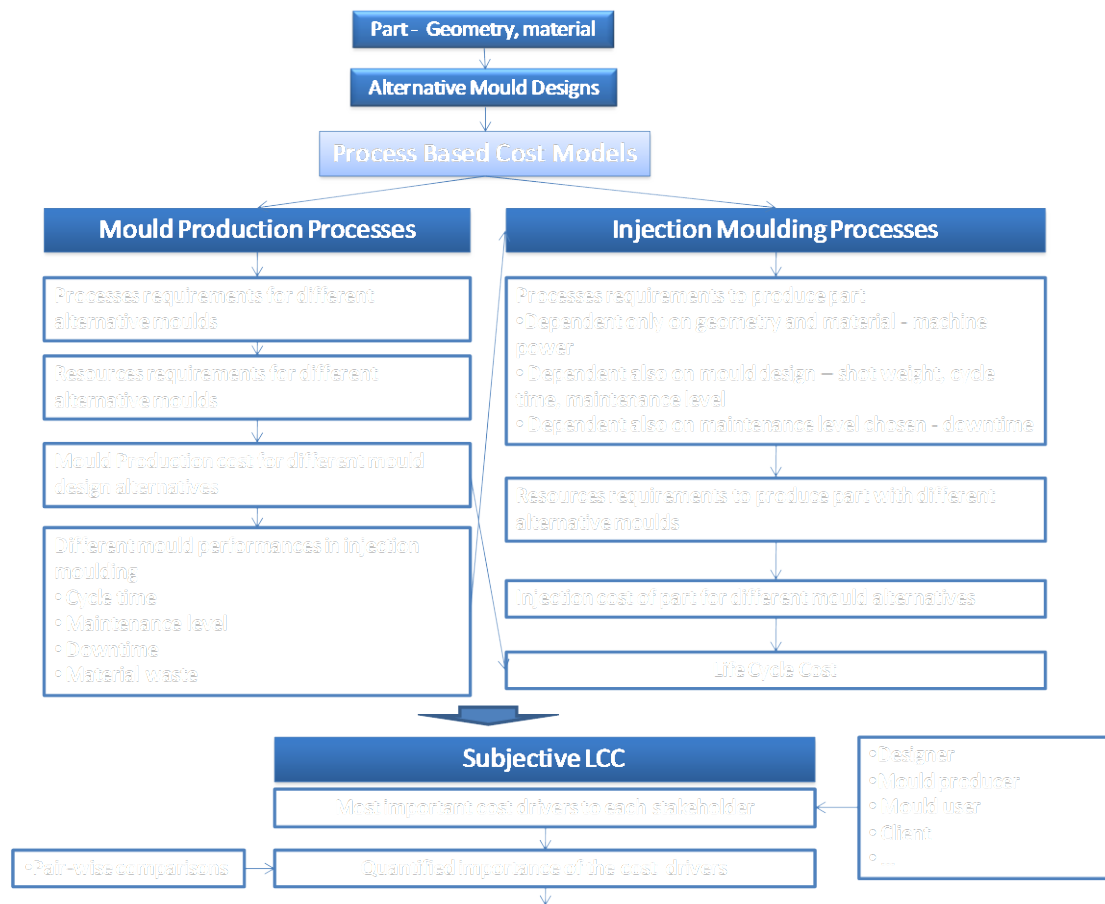 Part - Geometry, material
Alternative Mould Designs
Process Based Cost Models
Mould Production Processes
Processes requirements for different
alternative moulds
Resources requirements for different
alternative moulds
Mould Production cost for different mould
design alternatives
Different mould performances in injection
moulding
• Cycle time
• Maintenance level
• Downtime
• Material waste
Injection Moulding Processes
Processes requirements to produce part
•Dependent only on geometry and material - machine
power
• Dependent also on mould design – shot weight, cycle
time, maintenance level
• Dependent also on maintenance level chosen - downtime
Resources requirements to produce part with different
alternative moulds
Injection cost of part for different mould alternatives
Life Cycle Cost
Subjective LCC
Most important cost drivers to each stakeholder
•Designer
•Mould producer
•Mould user
•Client
•...
•Pair-wise comparisons
Quantified importance of the cost drivers